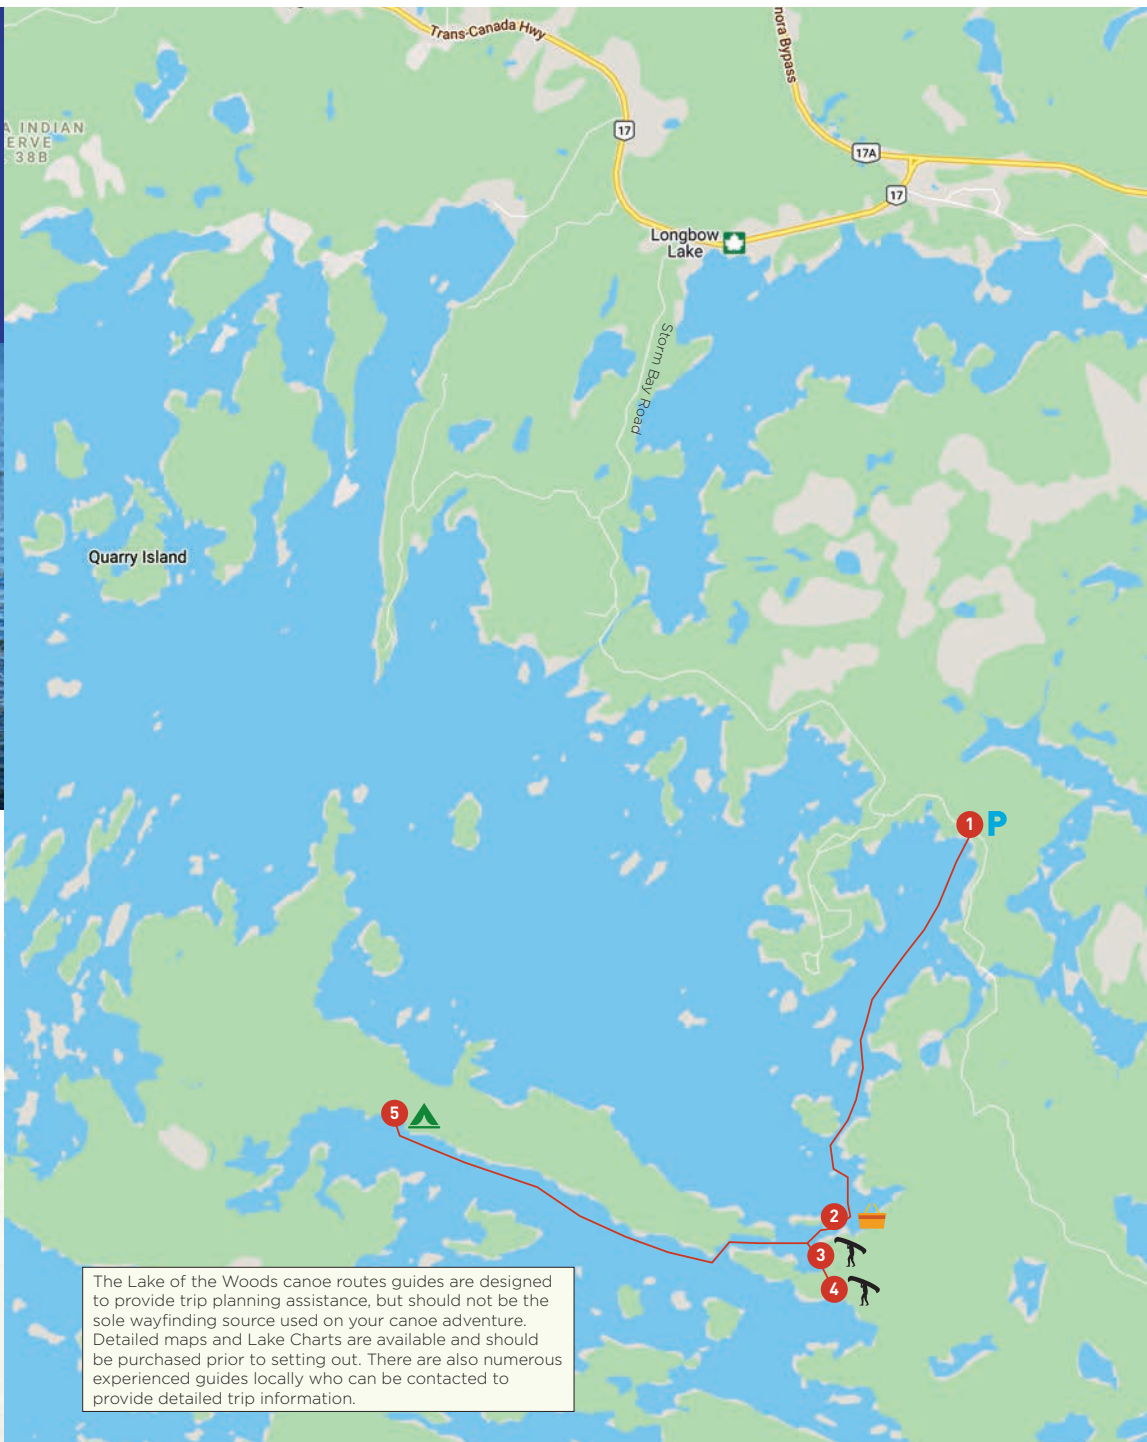 Trans-Canada Hwy
nora Bypass
17
A INDIAN
ERVE
38B
17A
17
Longbow
Lake
Storm Bay Road
Quarry Island
1 P
5
2
3
4
The Lake of the Woods canoe routes guides are designed
to provide trip planning assistance, but should not be the
sole wayfinding source used on your canoe adventure.
Detailed maps and Lake Charts are available and should
be purchased prior to setting out. There are also numerous
experienced guides locally who can be contacted to
provide detailed trip information.